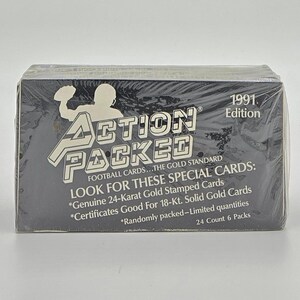 1991
Edition
ACTION
PACKED®
FOOTBALL CARDS...THE GOLD STANDARD
LOOK FOR THESE SPECIAL CARDS:
*Genuine 24-Karat Gold Stamped Cards
*Certificates Good For 18-Kt. Solid Gold Cards
*Randomly packed—Limited quantities
24 Count 6 Packs